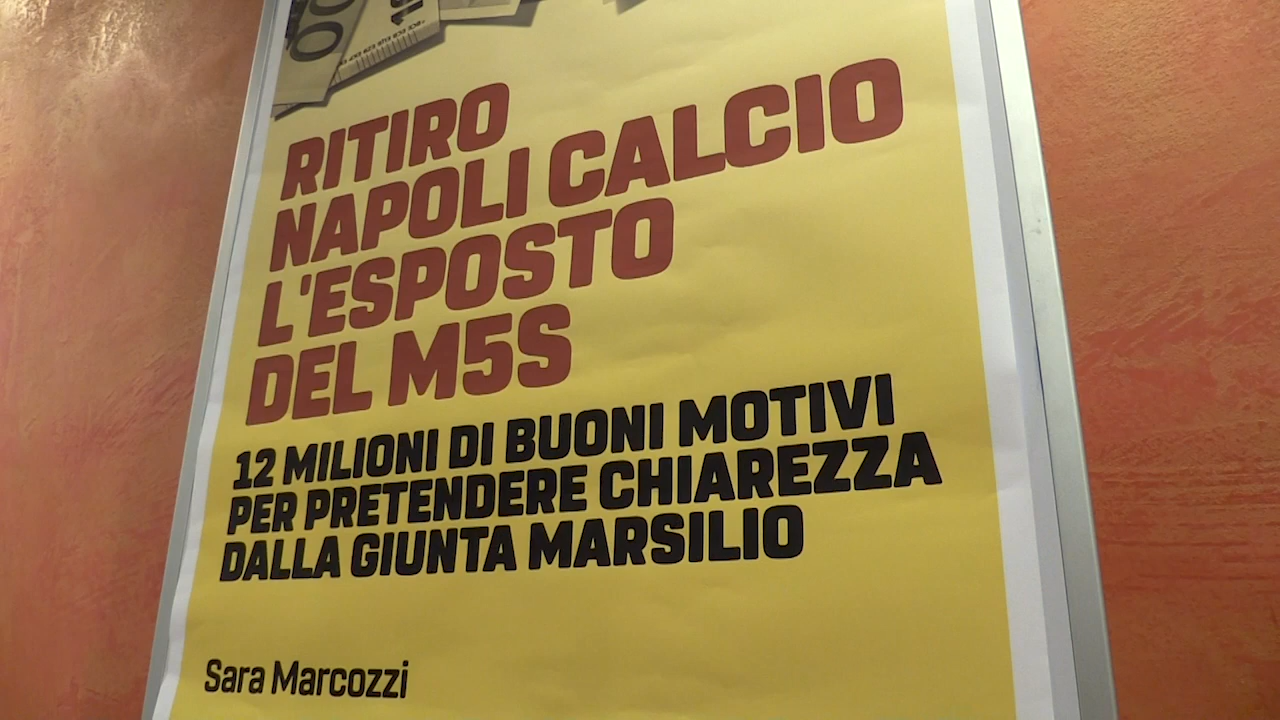 RITIRO
NAPOLI CALCIO
L'ESPOSTO
DEL M5S
12 MILIONI DI BUONI MOTIVI
PER PRETENDERE CHIAREZZA
DALLA GIUNTA MARSILIO
Sara Marcozzi